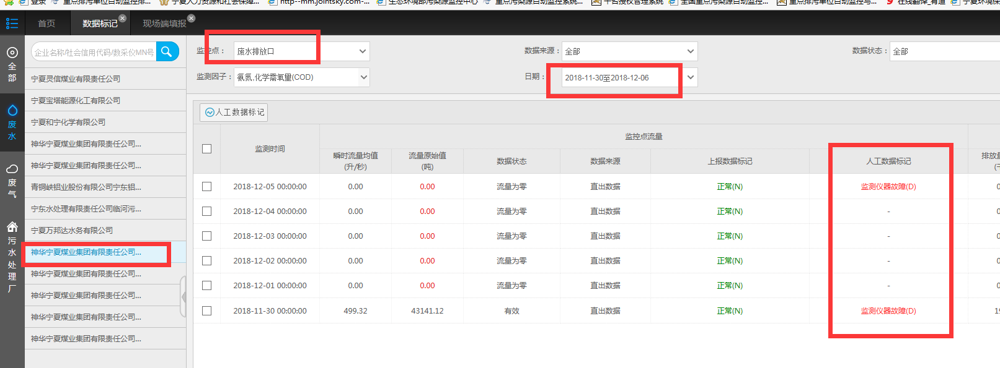 登录 重点排污单位自动监控排... 宁夏人力资源和社会保障... http--mm.jointsky.com-... 生态环境部污染源监控中心 重点污染源自动监控系统... 平台授权管理系统 全国重点污染源自动监控... 重点排污单位自动监控与... 在线翻译_有道 宁夏环境保
首页 数据标记 现场端填报
企业名称/社会信用代码/数采仪MN号
监控点： 废水排放口 数据来源： 全部 数据状态： 全部
监测因子： 氨氮,化学需氧量(COD) 日期： 2018-11-30至2018-12-06
全部
废水
废气
污水处理厂
宁夏灵信煤业有限责任公司
宁夏宝塔能源化工有限公司
宁夏和宁化学有限公司
神华宁夏煤业集团有限责任公司...
神华宁夏煤业集团有限责任公司...
青铜峡铝业股份有限公司宁东铝...
宁东水处理有限责任公司临河污...
宁夏万邦达水务有限公司
神华宁夏煤业集团有限责任公司...
神华宁夏煤业集团有限责任公司...
神华宁夏煤业集团有限责任公司...
神华宁夏煤业集团有限责任公司...
神华宁夏煤业集团有限责任公司...
人工数据标记
监测时间 监控点流量
瞬时流量均值(升/秒) 流量原始值(吨) 数据状态 数据来源 上报数据标记 人工数据标记 排放量
2018-12-05 00:00:00 0.00 0.00 流量为零 直出数据 正常(N) 监测仪器故障(D) 0
2018-12-04 00:00:00 0.00 0.00 流量为零 直出数据 正常(N) - 0
2018-12-03 00:00:00 0.00 0.00 流量为零 直出数据 正常(N) - 0
2018-12-02 00:00:00 0.00 0.00 流量为零 直出数据 正常(N) - 0
2018-12-01 00:00:00 0.00 0.00 流量为零 直出数据 正常(N) - 0
2018-11-30 00:00:00 499.32 43141.12 有效 直出数据 正常(N) 监测仪器故障(D) 19